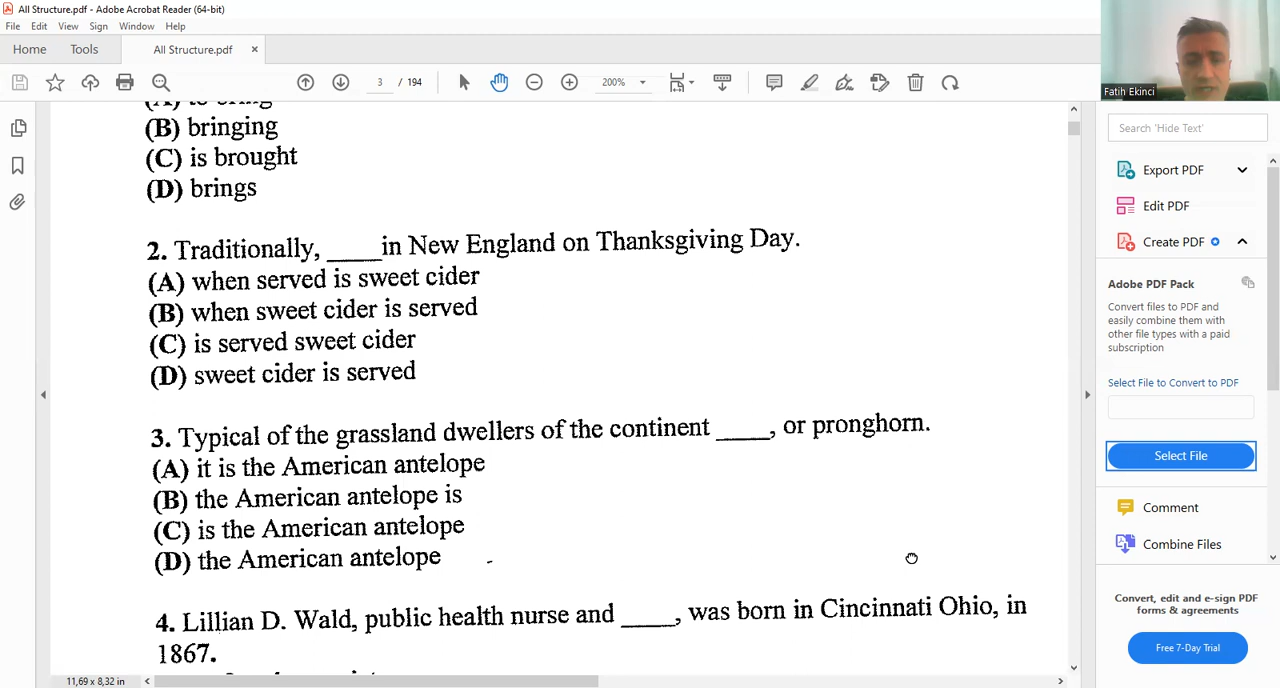 All Structure.pdf - Adobe Acrobat Reader (64-bit)
File Edit View Sign Window Help
Home Tools All Structure.pdf ×
3 / 194 200%
Fatih Ekinci
(B) bringing
(C) is brought
(D) brings
2. Traditionally, ____in New England on Thanksgiving Day.
(A) when served is sweet cider
(B) when sweet cider is served
(C) is served sweet cider
(D) sweet cider is served
3. Typical of the grassland dwellers of the continent ____, or pronghorn.
(A) it is the American antelope
(B) the American antelope is
(C) is the American antelope
(D) the American antelope
4. Lillian D. Wald, public health nurse and ____, was born in Cincinnati Ohio, in
1867.
11,69 x 8,32 in
Search 'Hide Text'
Export PDF
Edit PDF
Create PDF
Adobe PDF Pack
Convert files to PDF and
easily combine them with
other file types with a paid
subscription
Select File to Convert to PDF
Select File
Comment
Combine Files
Convert, edit and e-sign PDF
forms & agreements
Free 7-Day Trial